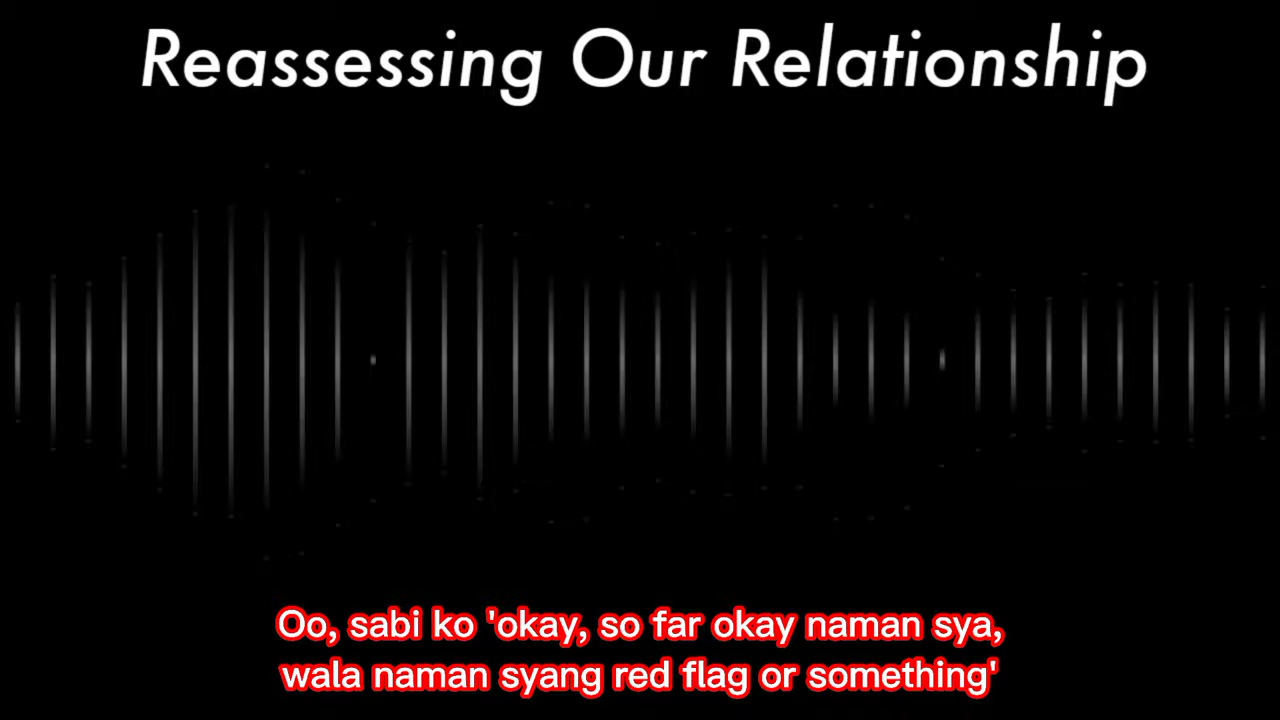 Reassessing Our Relationship
Oo, sabi ko 'okay, so far okay naman sya,
wala naman syang red flag or something'